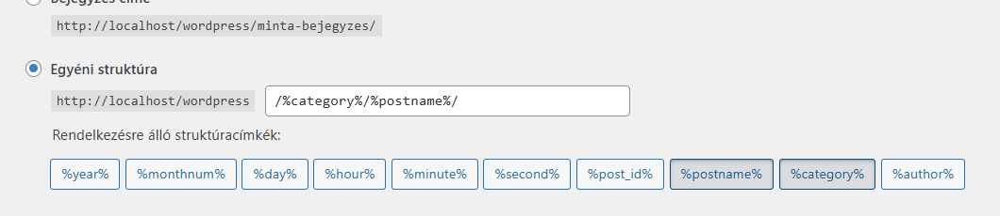 Bejegyzés címe
http://localhost/wordpress/minta-bejegyzes/
Egyéni struktúra
http://localhost/wordpress /%category%/%postname%/
Rendelkezésre álló struktúracímkék:
%year% %monthnum% %day% %hour% %minute% %second% %post_id% %postname% %category% %author%